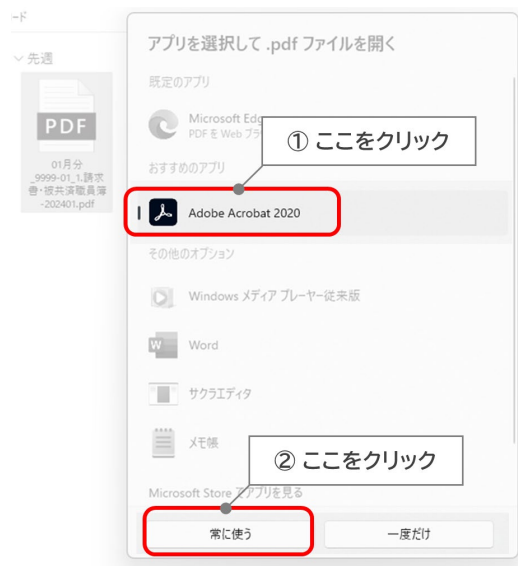 ード
先週
PDF
01月分
_9999-01_1.請求
書・被共済職員簿
-202401.pdf
アプリを選択して .pdf ファイルを開く
既定のアプリ
Microsoft Edg
PDF を Web ブラ
① ここをクリック
おすすめのアプリ
Adobe Acrobat 2020
その他のオプション
Windows メディア プレーヤー従来版
Word
サクラエディタ
メモ帳
② ここをクリック
Microsoft Store でアプリを見る
常に使う
一度だけ